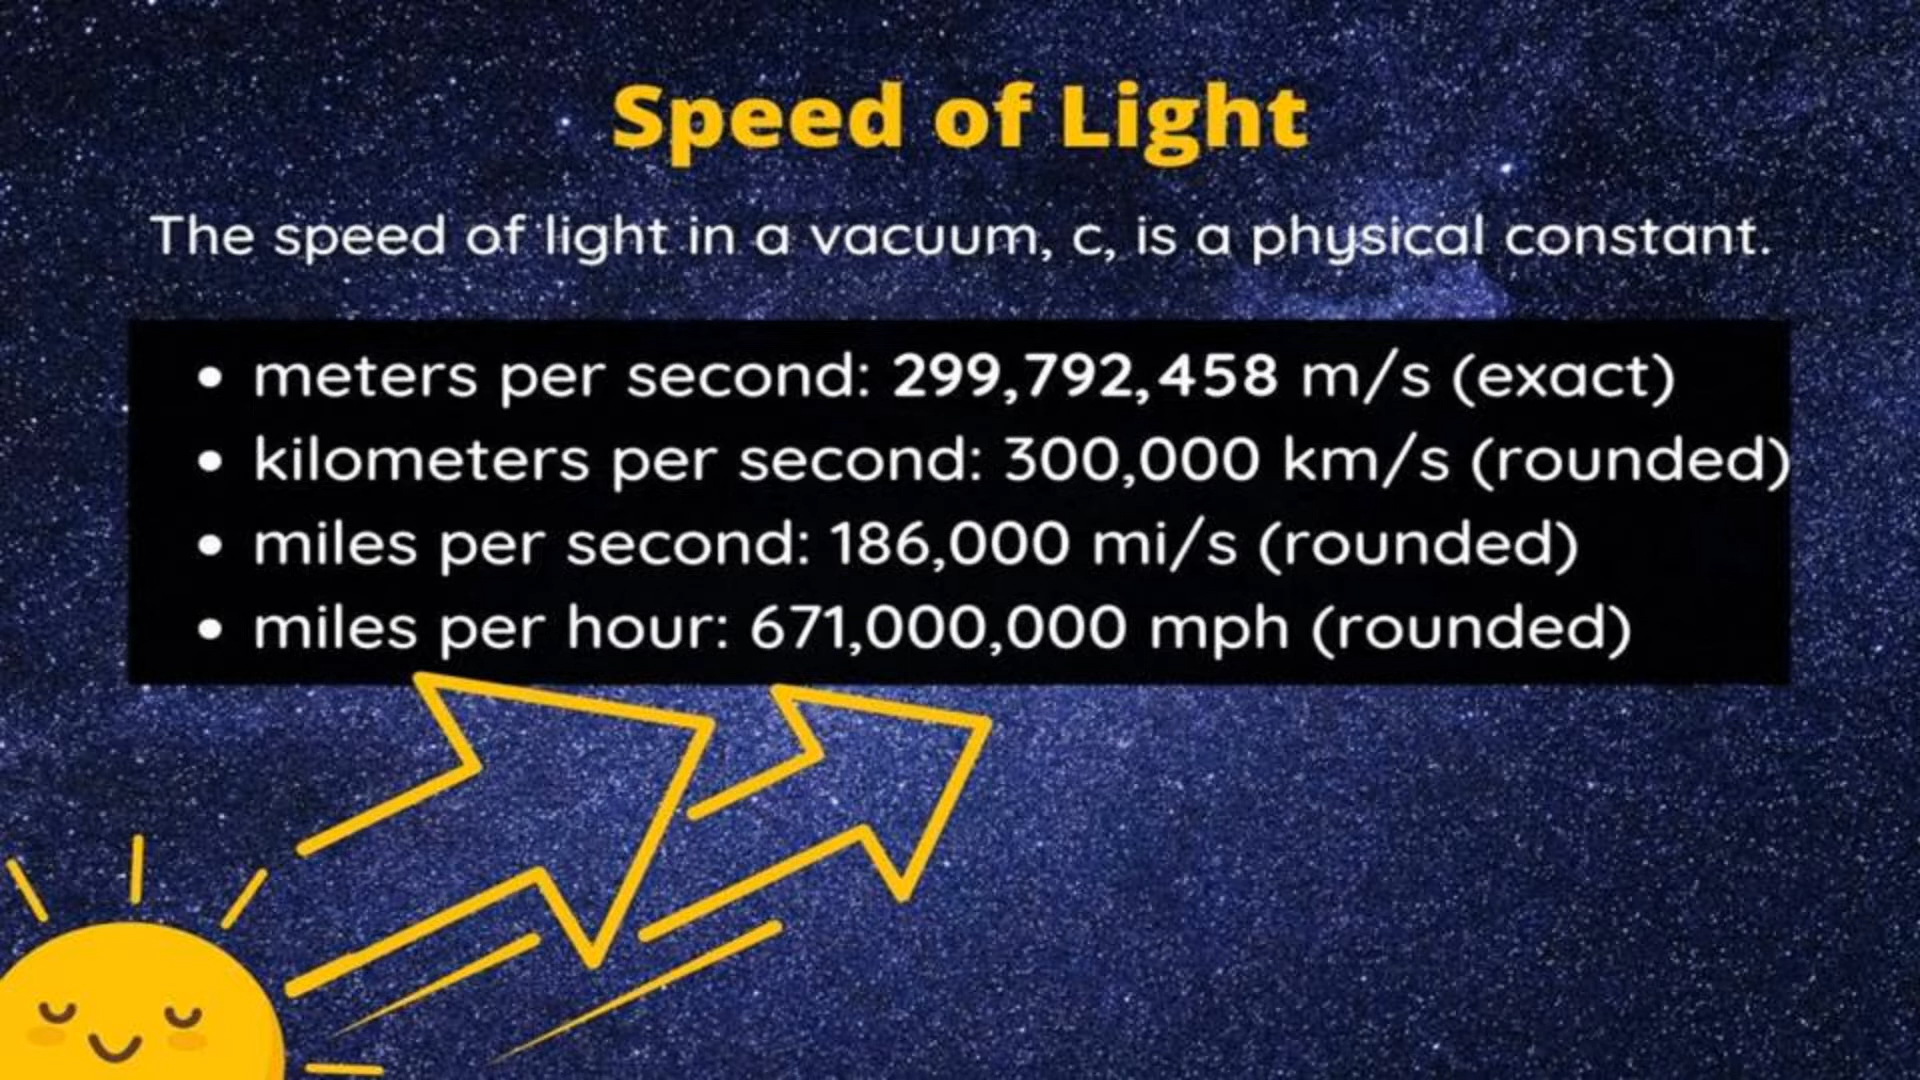 Speed of Light
The speed of light in a vacuum, c, is a physical constant.
• meters per second: 299,792,458 m/s (exact)
• kilometers per second: 300,000 km/s (rounded)
• miles per second: 186,000 mi/s (rounded)
• miles per hour: 671,000,000 mph (rounded)